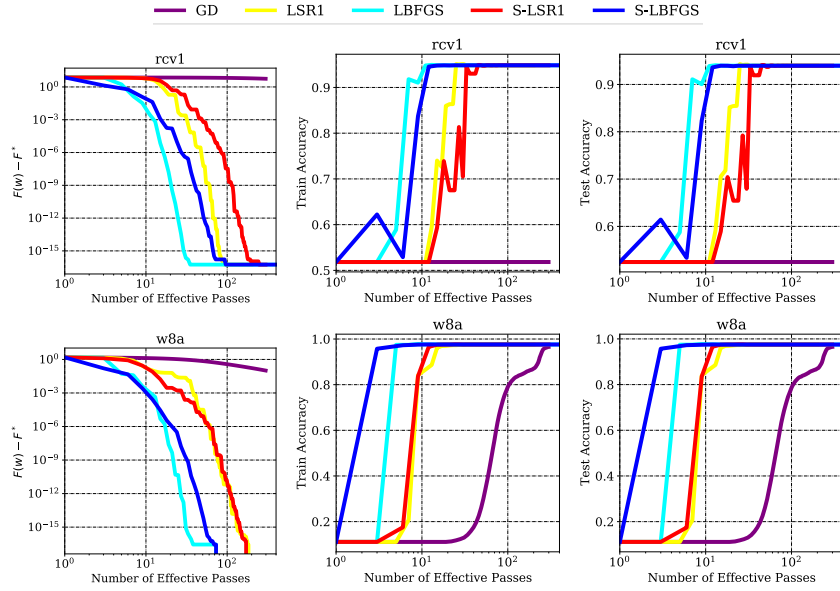 GD LSR1 LBFGS S-LSR1 S-LBFGS
rcv1
10^0
10^-3
10^-6
10^-9
10^-12
10^-15
F(w) − F*
10^0 10^1 10^2
Number of Effective Passes
rcv1
0.9
0.8
0.7
0.6
0.5
Train Accuracy
10^0 10^1 10^2
Number of Effective Passes
rcv1
0.9
0.8
0.7
0.6
Test Accuracy
10^0 10^1 10^2
Number of Effective Passes
w8a
10^0
10^-3
10^-6
10^-9
10^-12
10^-15
F(w) − F*
10^0 10^1 10^2
Number of Effective Passes
w8a
1.0
0.8
0.6
0.4
0.2
Train Accuracy
10^0 10^1 10^2
Number of Effective Passes
w8a
1.0
0.8
0.6
0.4
0.2
Test Accuracy
10^0 10^1 10^2
Number of Effective Passes